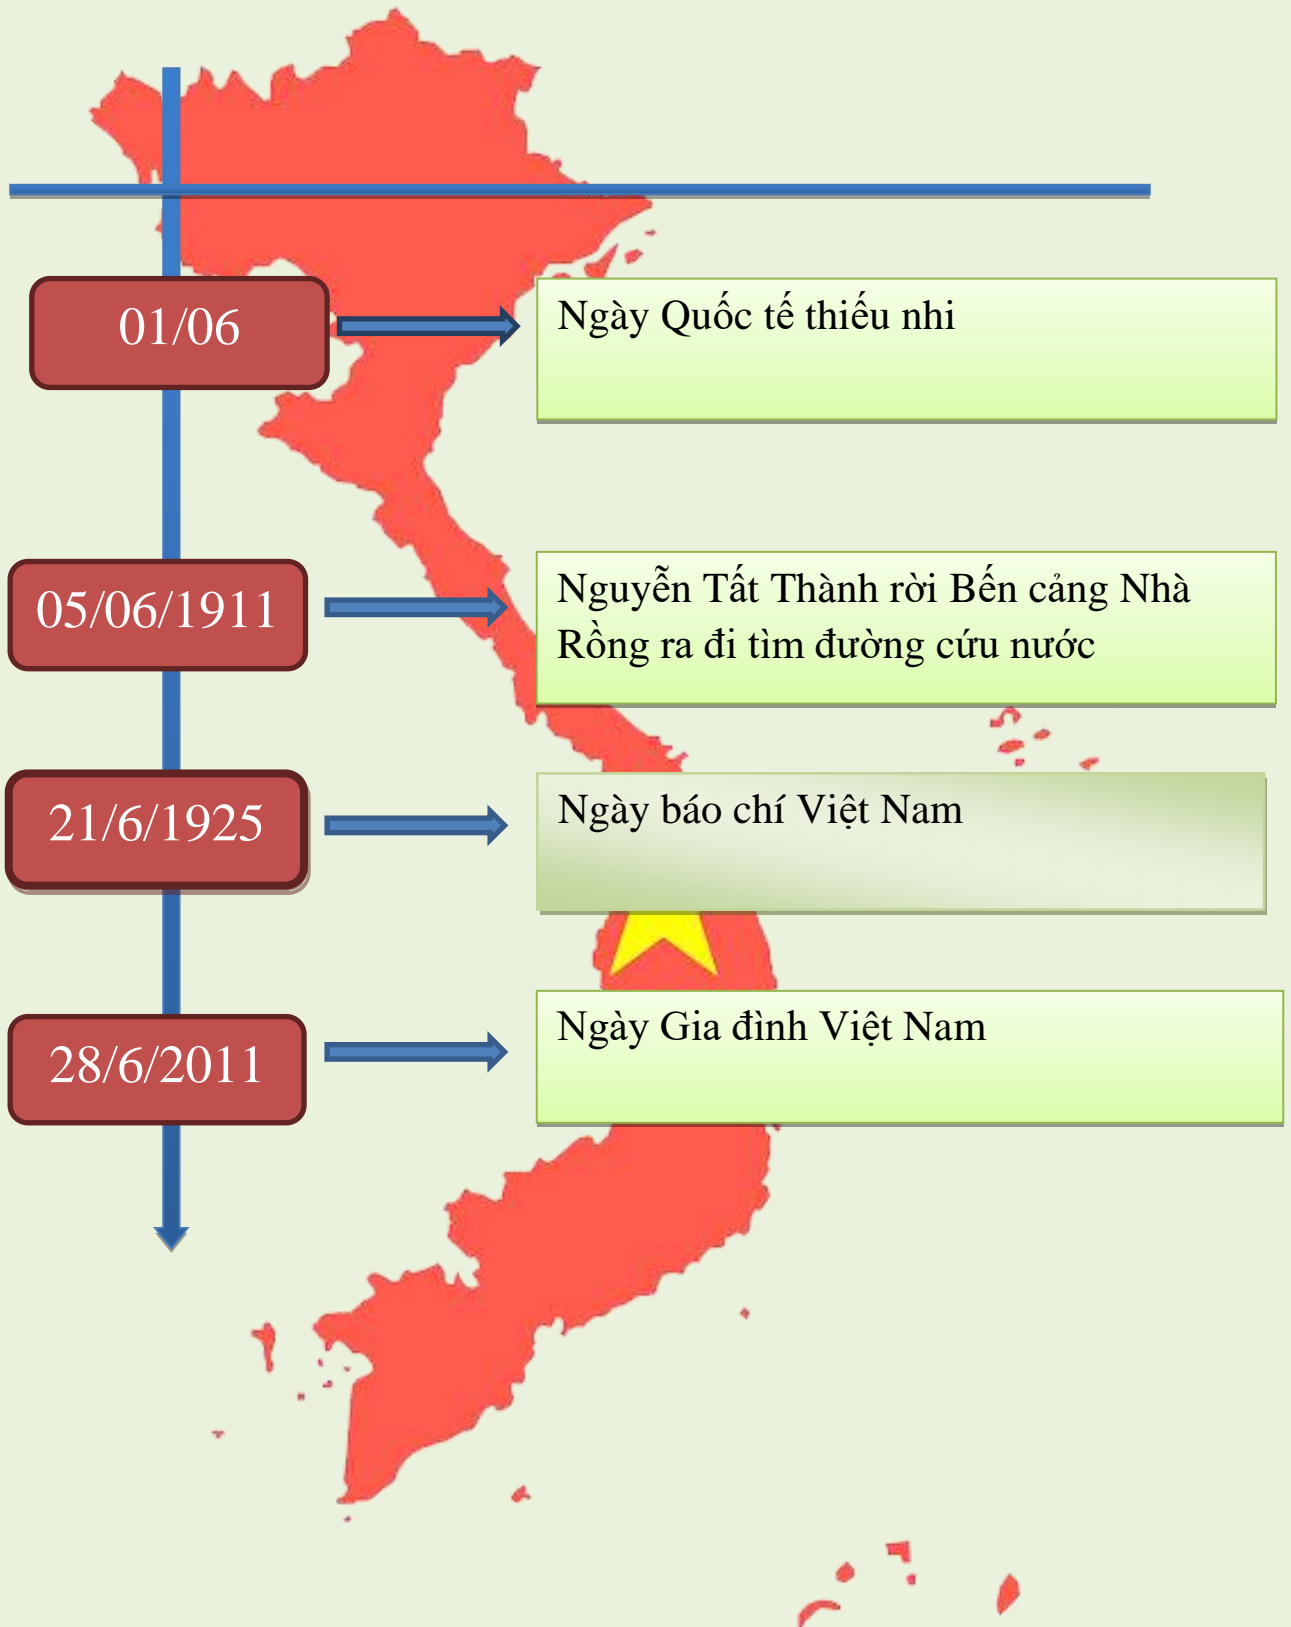 01/06
Ngày Quốc tế thiếu nhi
05/06/1911
Nguyễn Tất Thành rời Bến cảng Nhà
Rồng ra đi tìm đường cứu nước
21/6/1925
Ngày báo chí Việt Nam
28/6/2011
Ngày Gia đình Việt Nam